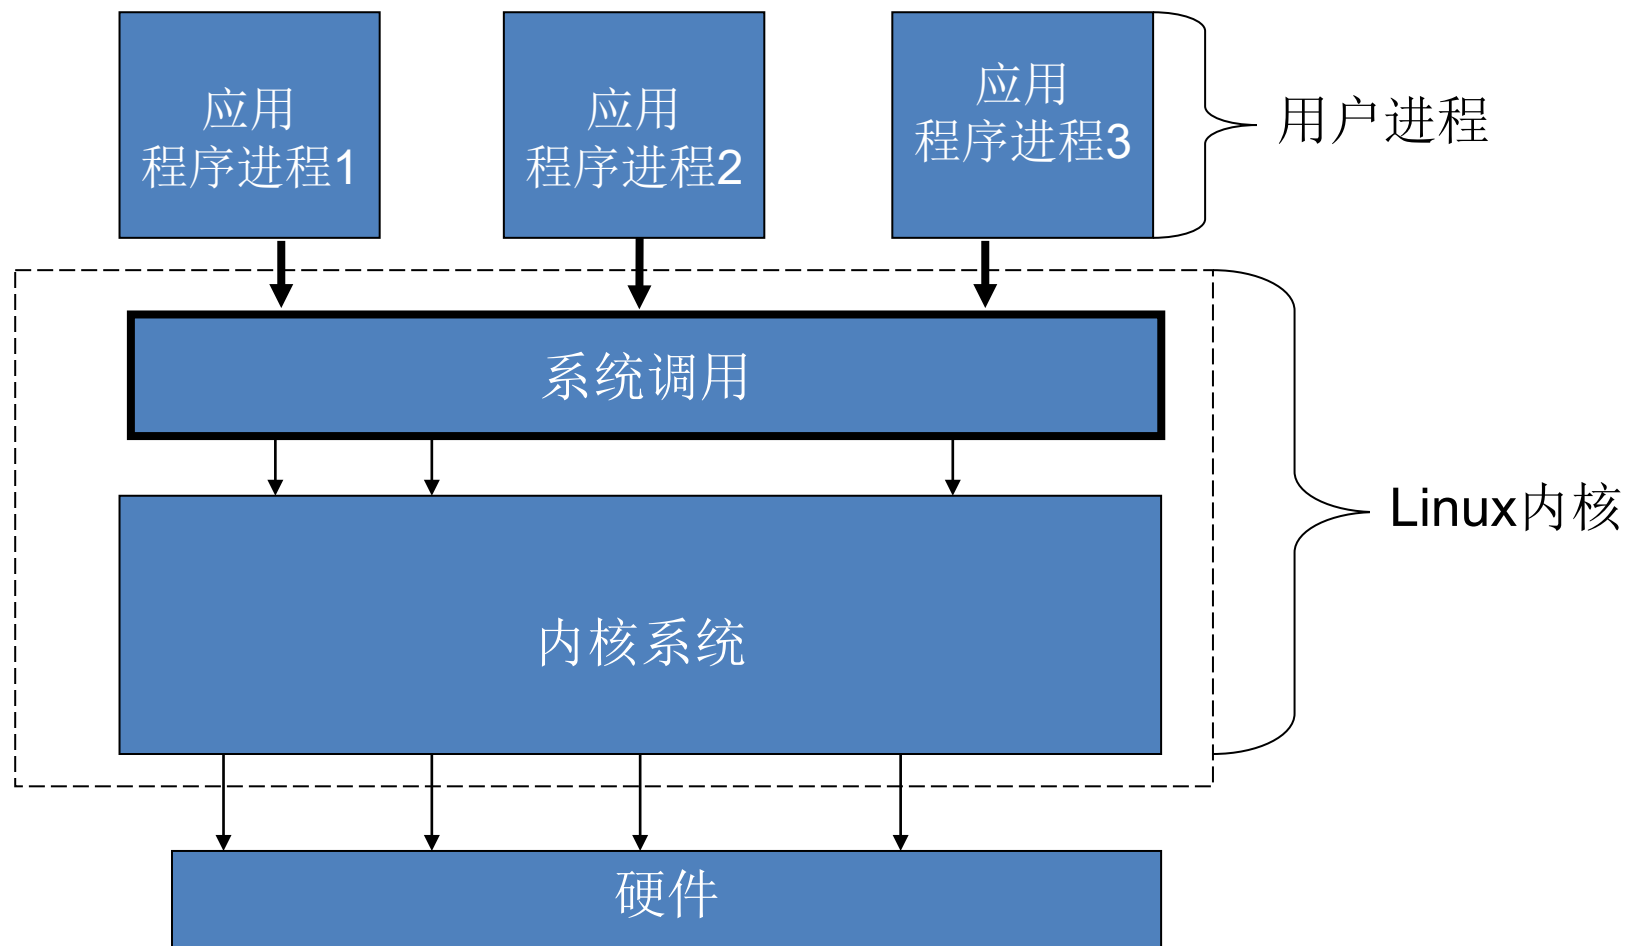 应用
程序进程1
应用
程序进程2
应用
程序进程3
用户进程
系统调用
Linux内核
内核系统
硬件